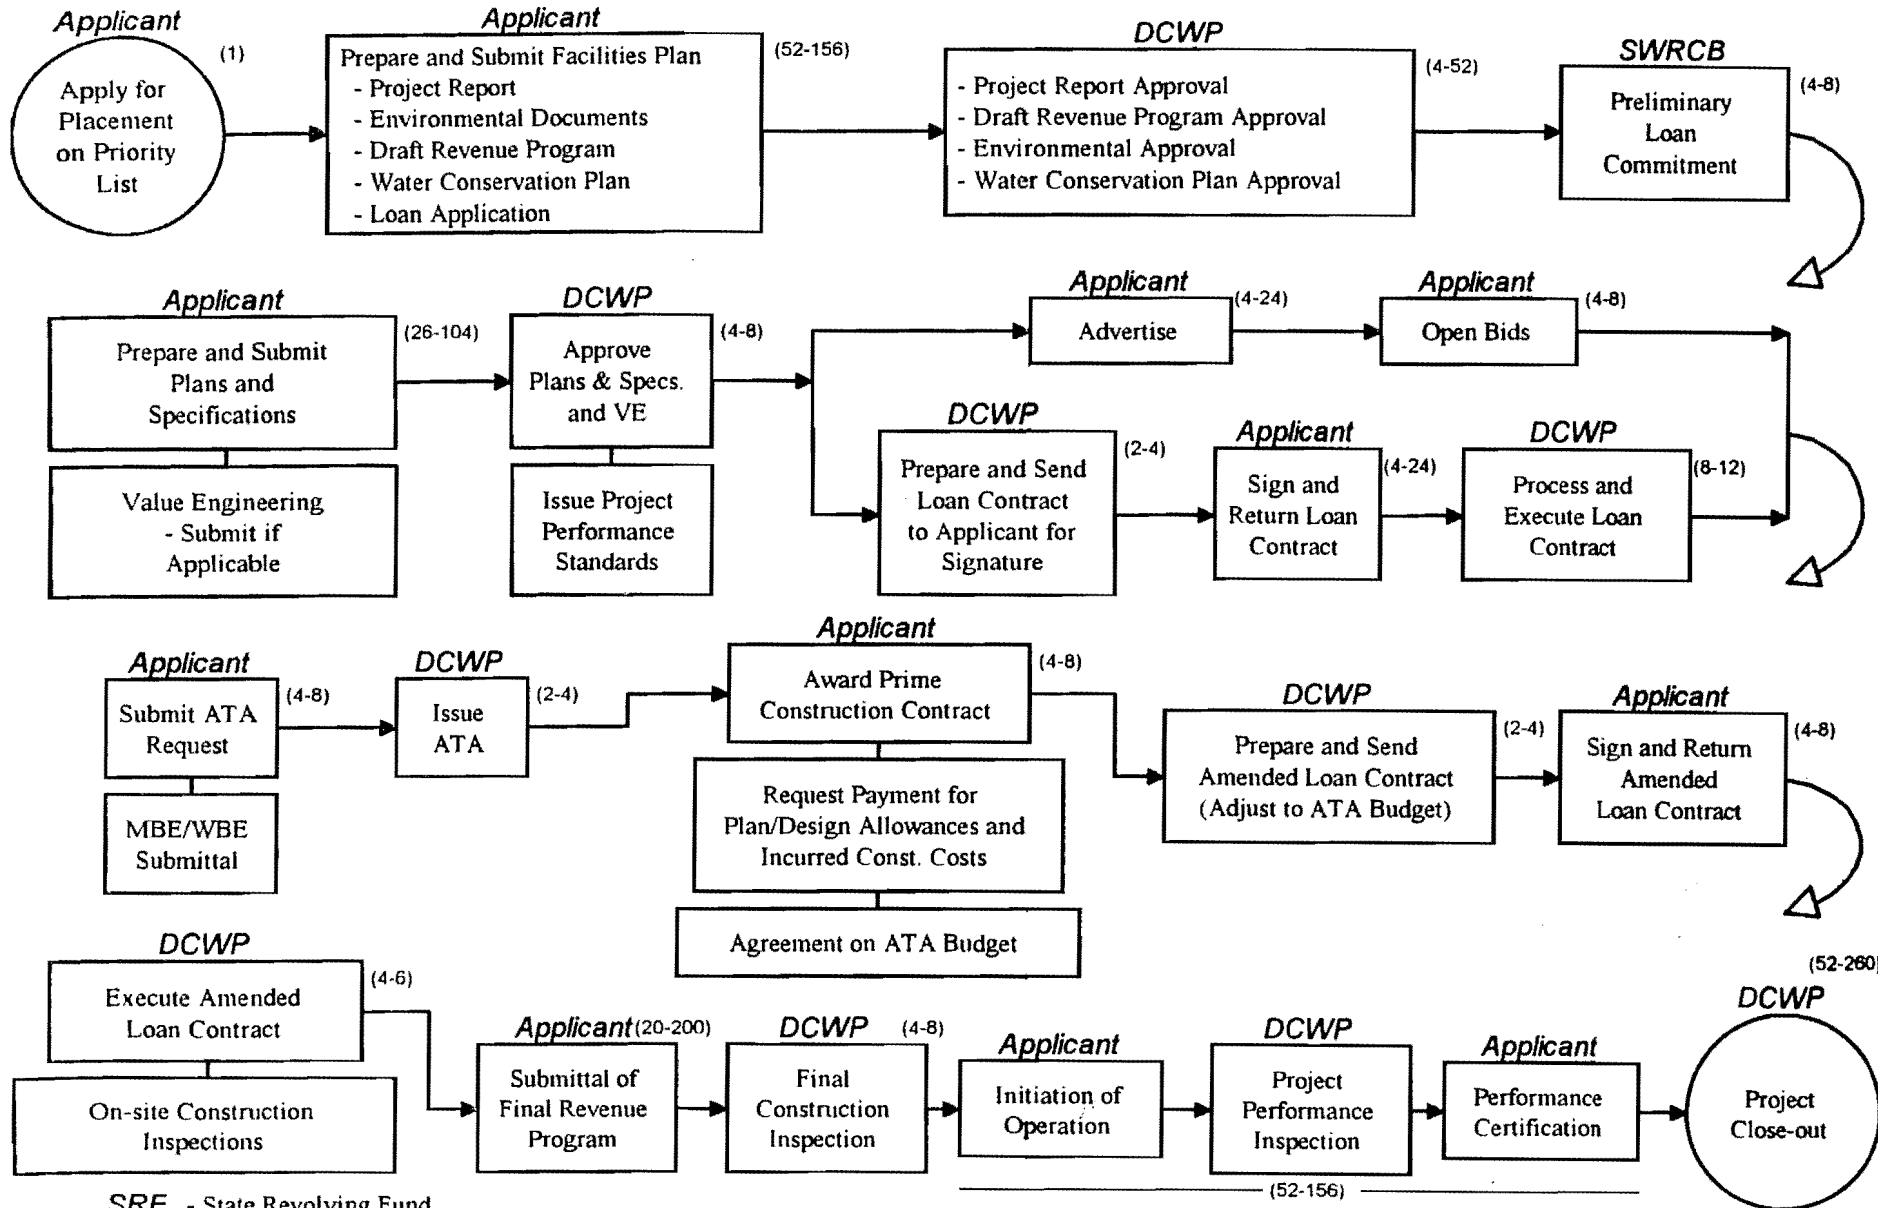 Applicant
(1)
Apply for
Placement
on Priority
List
Applicant
(52-156)
Prepare and Submit Facilities Plan
- Project Report
- Environmental Documents
- Draft Revenue Program
- Water Conservation Plan
- Loan Application
DCWP
(4-52)
- Project Report Approval
- Draft Revenue Program Approval
- Environmental Approval
- Water Conservation Plan Approval
SWRCB
(4-8)
Preliminary
Loan
Commitment
Applicant
(26-104)
Prepare and Submit
Plans and
Specifications
Value Engineering
- Submit if
Applicable
DCWP
(4-8)
Approve
Plans & Specs.
and VE
Issue Project
Performance
Standards
Applicant
(4-24)
Advertise
Applicant
(4-8)
Open Bids
DCWP
(2-4)
Prepare and Send
Loan Contract
to Applicant for
Signature
Applicant
(4-24)
Sign and
Return Loan
Contract
DCWP
(8-12)
Process and
Execute Loan
Contract
Applicant
(4-8)
Submit ATA
Request
MBE/WBE
Submittal
DCWP
(2-4)
Issue
ATA
Applicant
(4-8)
Award Prime
Construction Contract
Request Payment for
Plan/Design Allowances and
Incurred Const. Costs
Agreement on ATA Budget
DCWP
(2-4)
Prepare and Send
Amended Loan Contract
(Adjust to ATA Budget)
Applicant
(4-8)
Sign and Return
Amended
Loan Contract
DCWP
(4-6)
Execute Amended
Loan Contract
On-site Construction
Inspections
Applicant (20-200)
Submittal of
Final Revenue
Program
DCWP (4-8)
Final
Construction
Inspection
Applicant
Initiation of
Operation
DCWP
Project
Performance
Inspection
Applicant
Performance
Certification
(52-156)
(52-260)
DCWP
Project
Close-out
SRF - State Revolving Fund